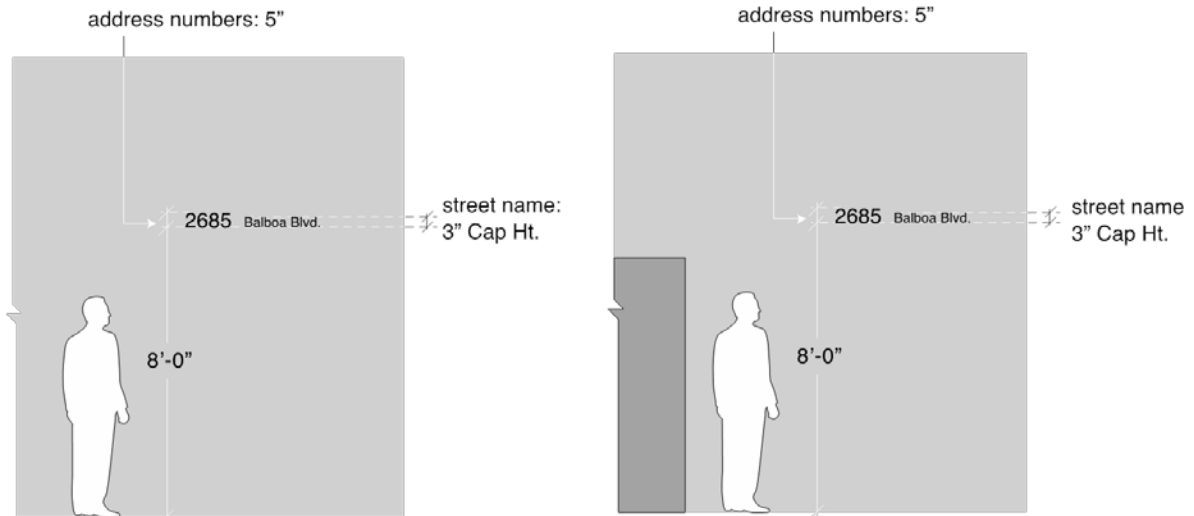 address numbers: 5”
2685 Balboa Blvd.
street name:
3” Cap Ht.
8’-0”
address numbers: 5”
2685 Balboa Blvd.
street name
3” Cap Ht.
8’-0”